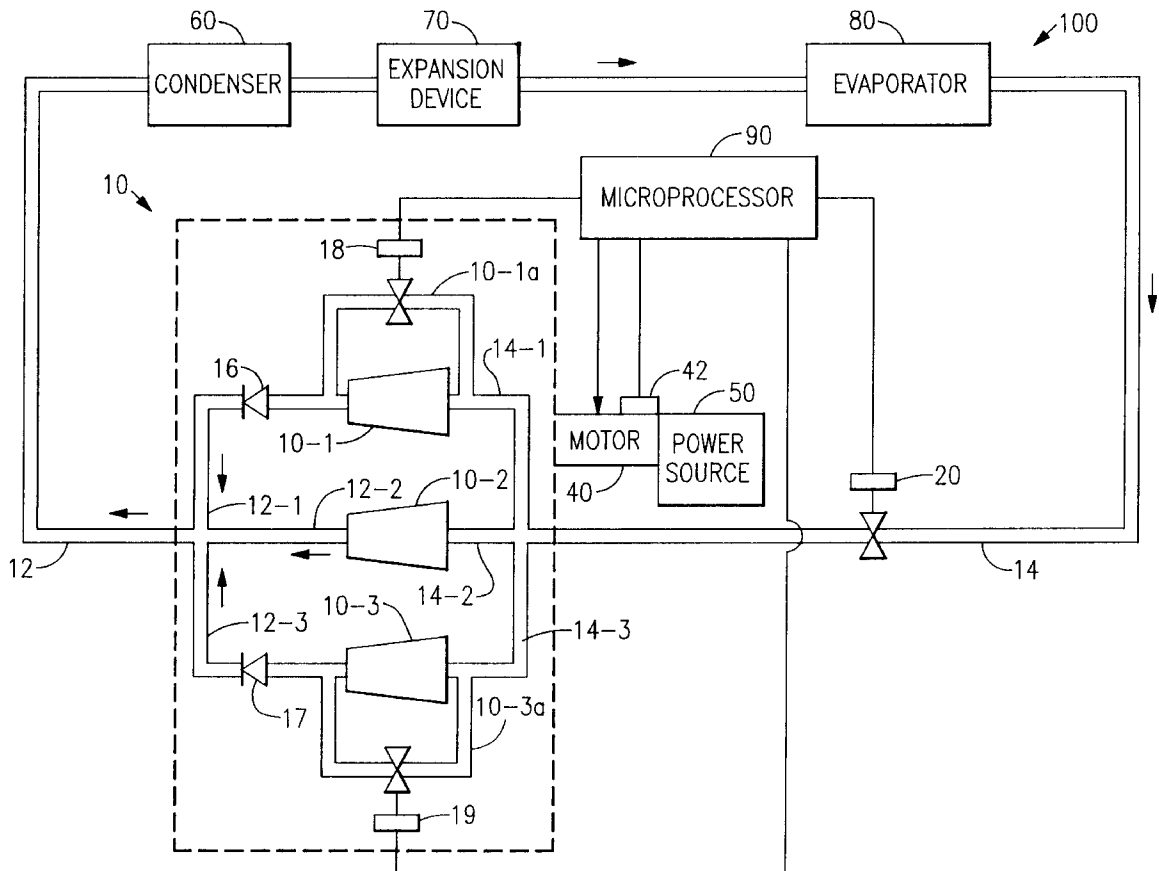 60
70
80
100
CONDENSER
EXPANSION
DEVICE
EVAPORATOR
90
MICROPROCESSOR
10
18
10-1a
14-1
16
42
50
10-1
MOTOR
POWER
SOURCE
40
20
12-1
12-2
10-2
12
14-2
14
12-3
10-3
14-3
17
10-3a
19